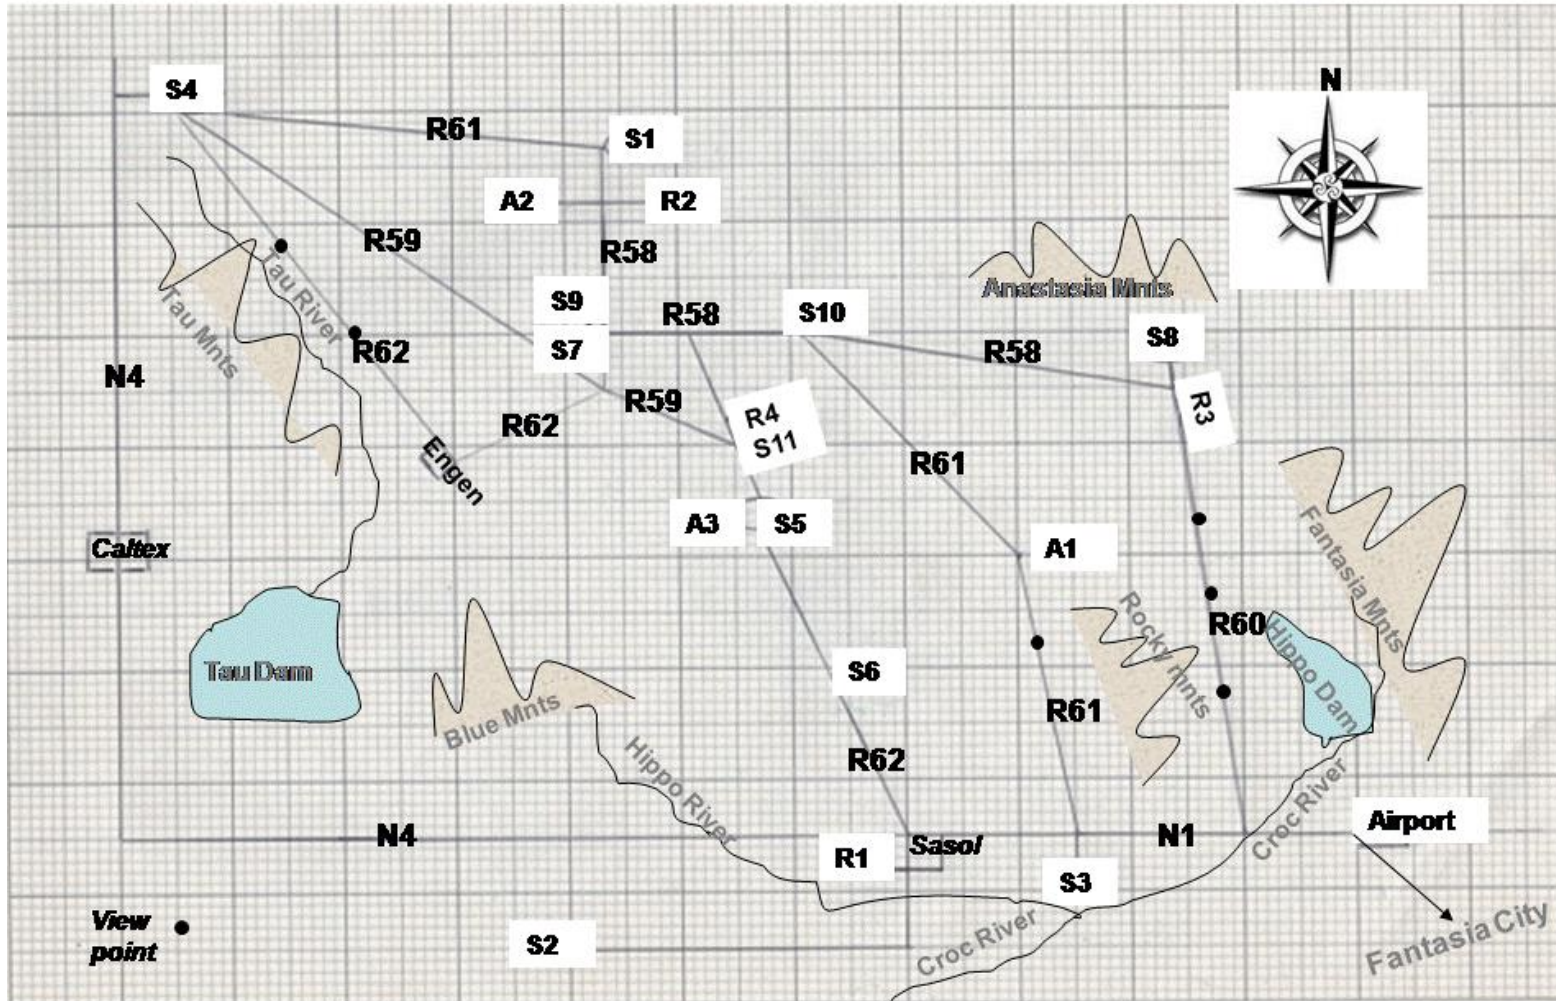 N
S4
R61
S1
A2
R2
R59
R58
Tau River
Anastasia Mnts
S9
R58
S10
Tau Mnts
R62
S7
R58
S8
N4
R59
R4
S11
R3
R62
Engen
R61
A3
S5
Fantasia Mnts
Caltex
A1
Rocky mnts
R60
Hippo Dam
Tau Dam
S6
Blue Mnts
R61
Hippo River
R62
Croc River
N4
Sasol
N1
Airport
R1
S3
View
point
S2
Croc River
Fantasia City